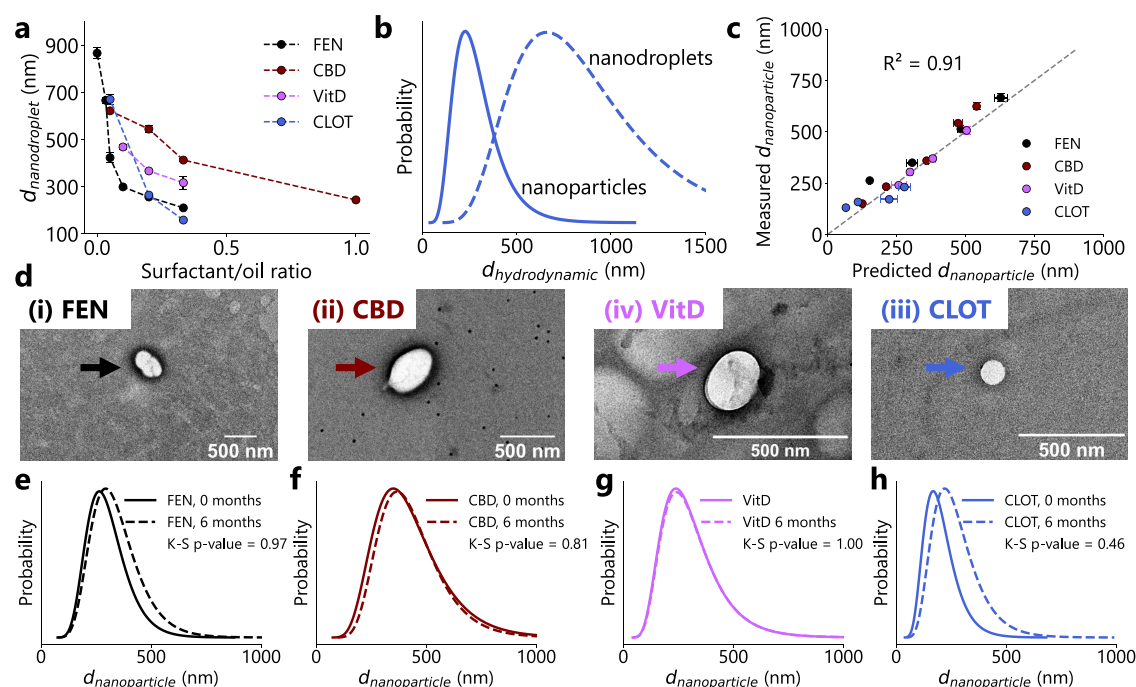 a
d_nanodroplet (nm)
900
700
500
300
100
0.0
0.5
1.0
Surfactant/oil ratio
FEN
CBD
VitD
CLOT
b
Probability
nanodroplets
nanoparticles
0
500
1000
1500
d_hydrodynamic (nm)
c
Measured d_nanoparticle (nm)
1000
750
500
250
0
R² = 0.91
FEN
CBD
VitD
CLOT
0
250
500
750
1000
Predicted d_nanoparticle (nm)
d
(i) FEN
500 nm
(ii) CBD
500 nm
(iv) VitD
500 nm
(iii) CLOT
500 nm
e
Probability
FEN, 0 months
FEN, 6 months
K-S p-value = 0.97
0
500
1000
d_nanoparticle (nm)
f
Probability
CBD, 0 months
CBD, 6 months
K-S p-value = 0.81
0
500
1000
d_nanoparticle (nm)
g
Probability
VitD, 0 months
VitD 6 months
K-S p-value = 1.00
0
500
1000
d_nanoparticle (nm)
h
Probability
CLOT, 0 months
CLOT, 6 months
K-S p-value = 0.46
0
500
1000
d_nanoparticle (nm)